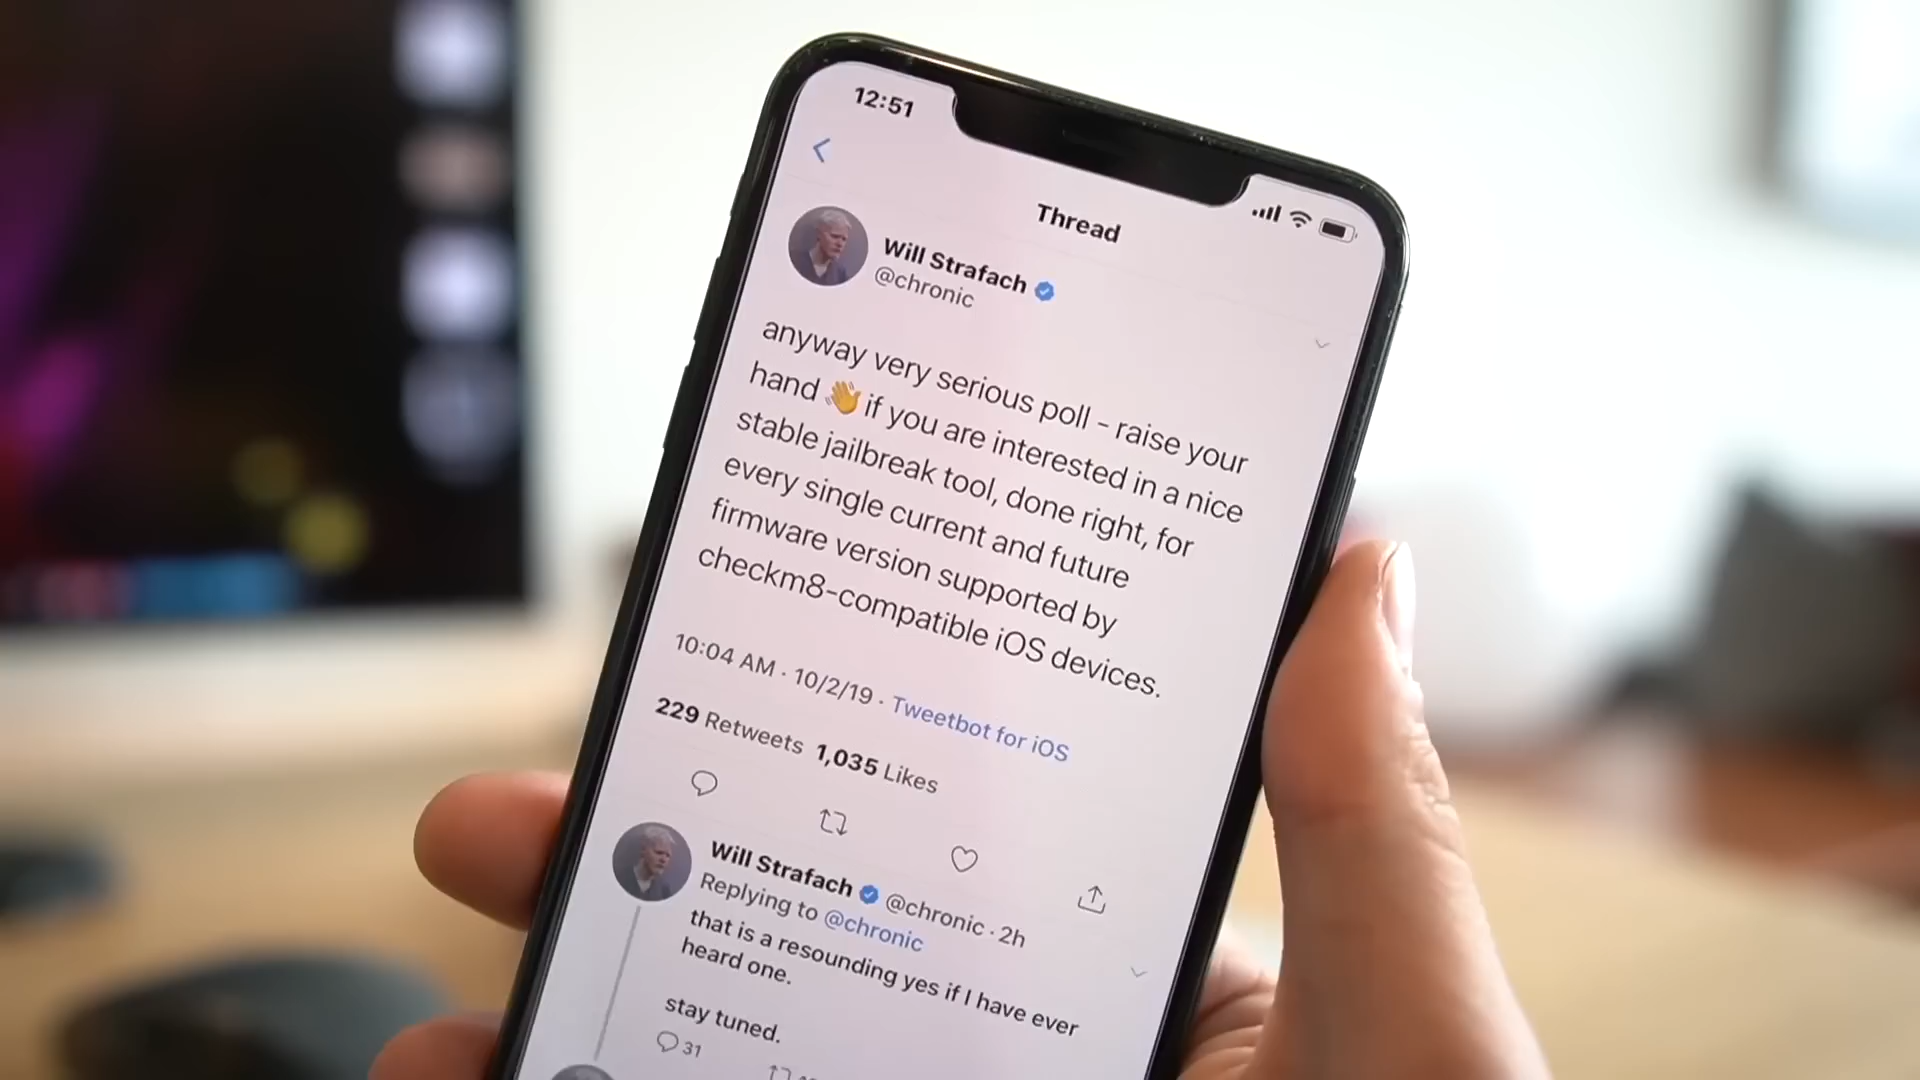 12:51
Thread
Will Strafach
@chronic
anyway very serious poll - raise your
hand 👋 if you are interested in a nice
stable jailbreak tool, done right, for
every single current and future
firmware version supported by
checkm8-compatible iOS devices.
10:04 AM · 10/2/19 · Tweetbot for iOS
229 Retweets 1,035 Likes
Will Strafach @chronic · 2h
Replying to @chronic
that is a resounding yes if I have ever
heard one.
stay tuned.
31